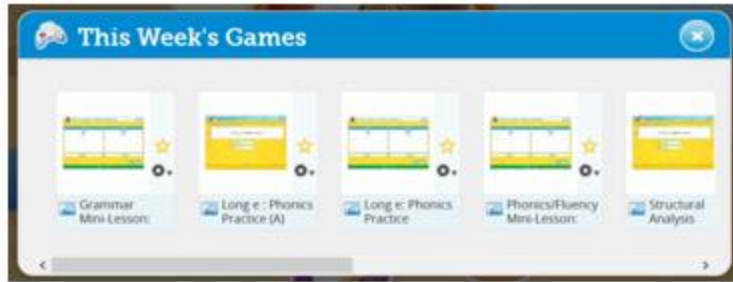 This Week's Games
Grammar
Mini-Lesson:
Long e : Phonics
Practice (A)
Long e: Phonics
Practice
Phonics/Fluency
Mini-Lesson:
Structural
Analysis